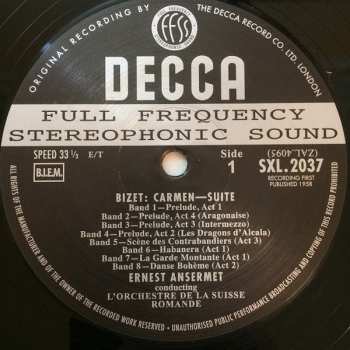 ORIGINAL RECORDING BY THE DECCA RECORD CO. LTD. LONDON
FFSS
DECCA
FULL FREQUENCY
STEREOPHONIC SOUND
SPEED 33⅓ E/T
Side 1
(ZAL.4095)
SXL.2037
B.I.E.M.
RECORDING FIRST
PUBLISHED 1958
BIZET: CARMEN—SUITE
Band 1—Prelude, Act 1
Band 2—Prelude, Act 4 (Aragonaise)
Band 3—Prelude, Act 3 (Intermezzo)
Band 4—Prelude, Act 2 (Les Dragons d'Alcala)
Band 5—Scène des Contrabandiers (Act 3)
Band 6—Habanera (Act 1)
Band 7—La Garde Montante (Act 1)
Band 8—Danse Bohème (Act 2)
ERNEST ANSERMET
conducting
L'ORCHESTRE DE LA SUISSE
ROMANDE
ALL RIGHTS OF THE MANUFACTURER AND OF THE OWNER OF THE RECORDED WORK RESERVED • UNAUTHORISED PUBLIC PERFORMANCE BROADCASTING AND COPYING OF THIS RECORD PROHIBITED